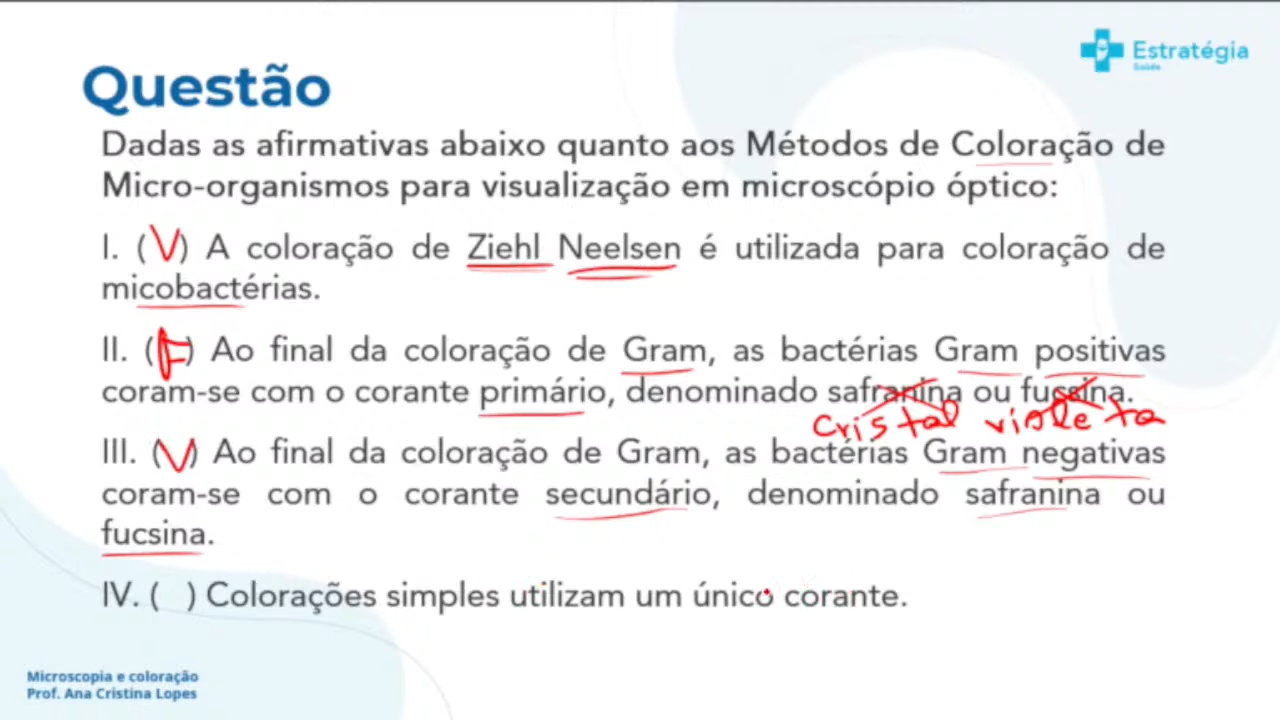 Estratégia
Saúde
Questão
Dadas as afirmativas abaixo quanto aos Métodos de Coloração de
Micro-organismos para visualização em microscópio óptico:
I. (V) A coloração de Ziehl Neelsen é utilizada para coloração de
micobactérias.
II. (F) Ao final da coloração de Gram, as bactérias Gram positivas
coram-se com o corante primário, denominado safranina ou fucsina.
cristal violeta
III. (V) Ao final da coloração de Gram, as bactérias Gram negativas
coram-se com o corante secundário, denominado safranina ou
fucsina.
IV. ( ) Colorações simples utilizam um único corante.
Microscopia e coloração
Prof. Ana Cristina Lopes